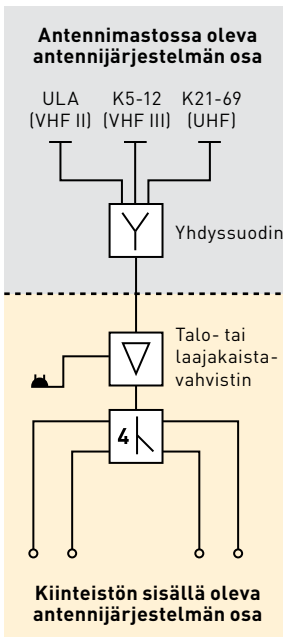 Antennimastossa oleva
antennijärjestelmän osa
ULA K5-12 K21-69
(VHF II) (VHF III) (UHF)
Yhdyssuodin
Talo- tai
laajakaista-
vahvistin
4
Kiinteistön sisällä oleva
antennijärjestelmän osa